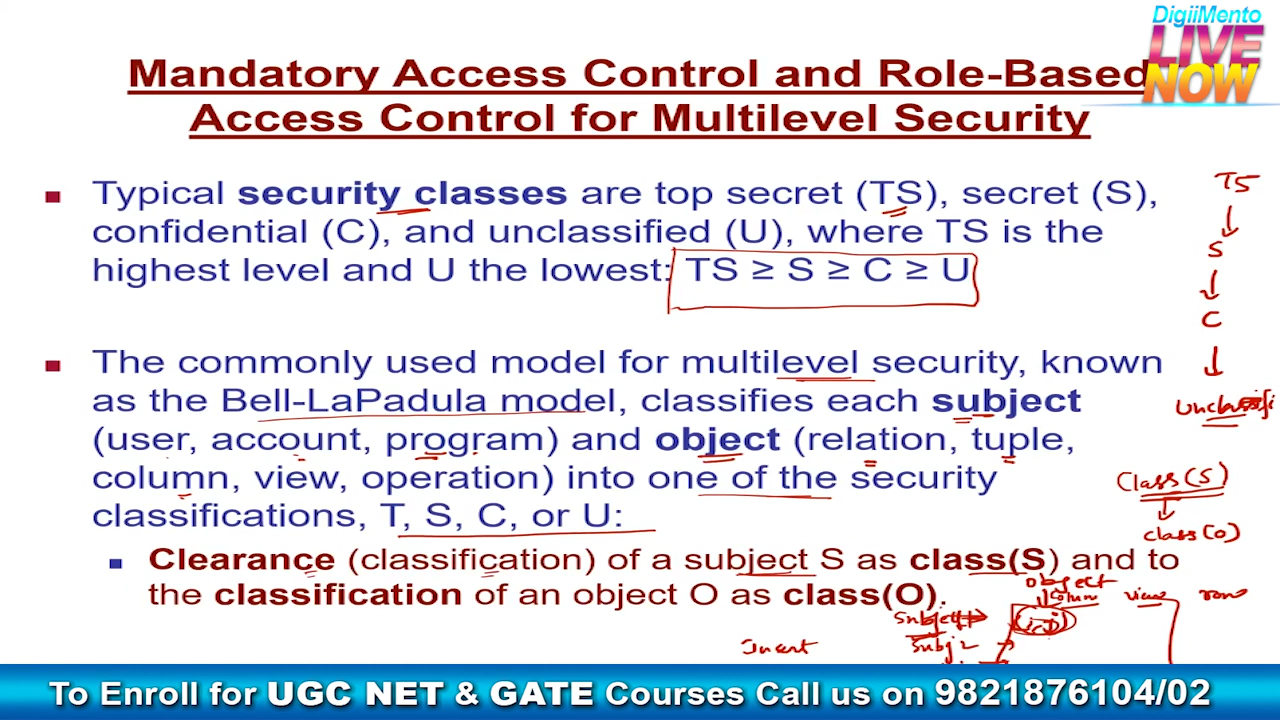 DigiiMento
LIVE
NOW
Mandatory Access Control and Role-Based
Access Control for Multilevel Security
Typical security classes are top secret (TS), secret (S),
confidential (C), and unclassified (U), where TS is the
highest level and U the lowest: TS ≥ S ≥ C ≥ U
TS
S
C
The commonly used model for multilevel security, known
as the Bell-LaPadula model, classifies each subject
(user, account, program) and object (relation, tuple,
column, view, operation) into one of the security
classifications, T, S, C, or U:
Class(S)
class(O)
Clearance (classification) of a subject S as class(S) and to
the classification of an object O as class(O).
object
view
Insert
Subj2
To Enroll for UGC NET & GATE Courses Call us on 9821876104/02